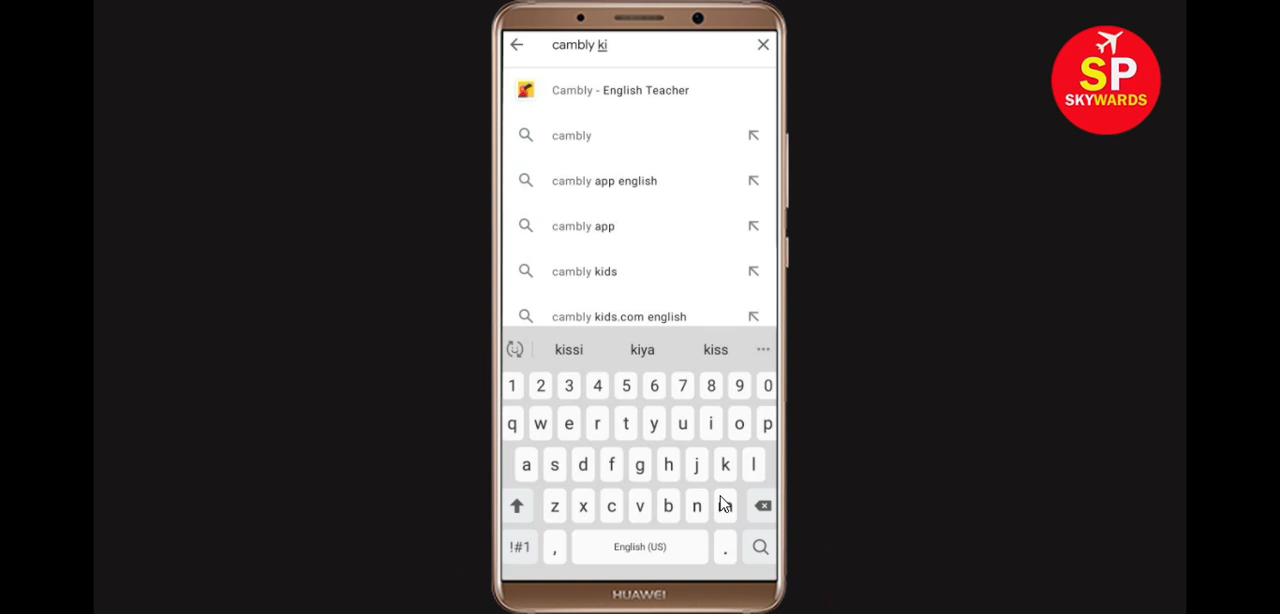 cambly ki
SP
SKYWARDS
Cambly - English Teacher
cambly
cambly app english
cambly app
cambly kids
cambly kids.com english
kissi kiya kiss
1 2 3 4 5 6 7 8 9 0
q w e r t y u i o p
a s d f g h j k l
z x c v b n
!#1 , English (US) .
HUAWEI